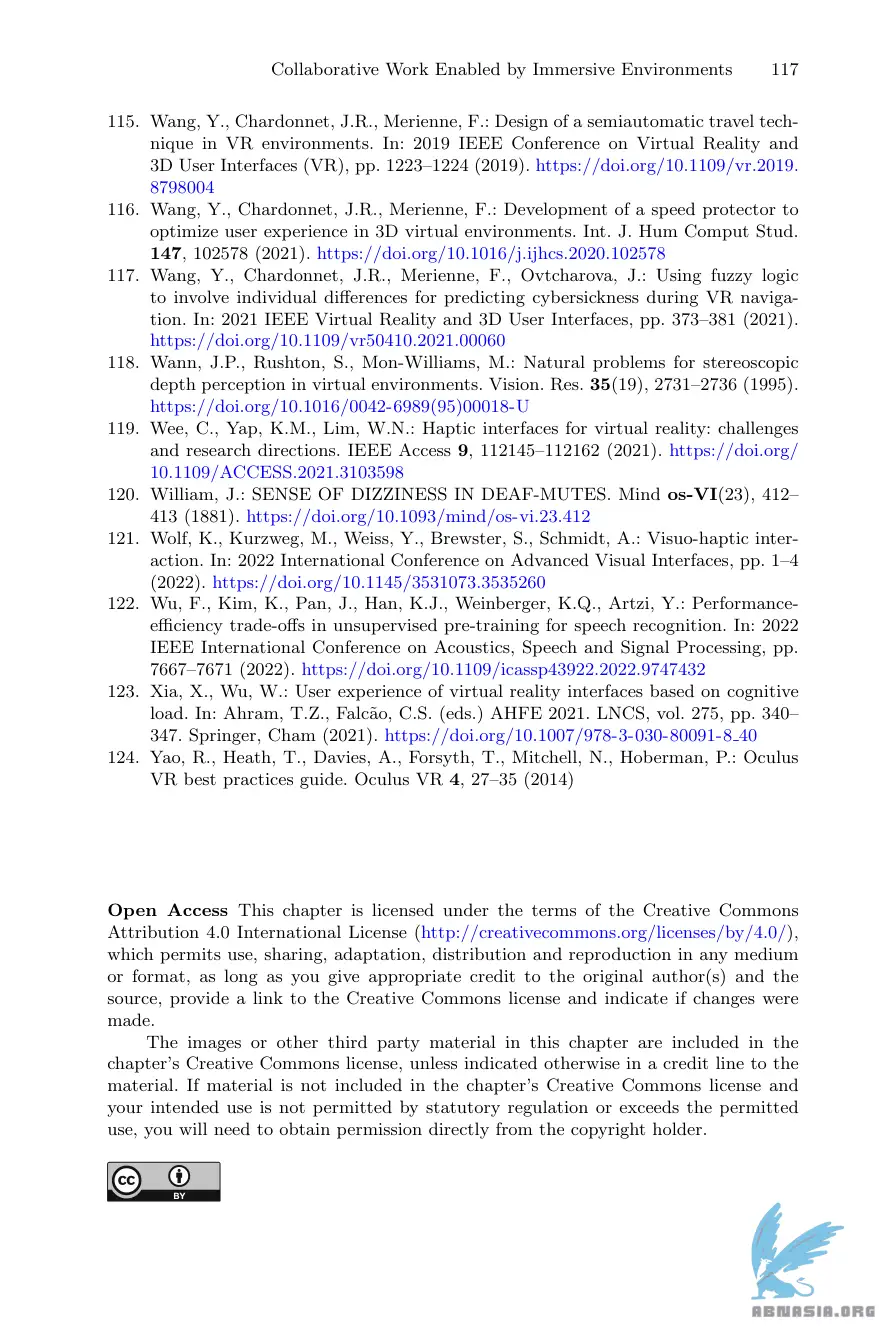 Collaborative Work Enabled by Immersive Environments 117
115. Wang, Y., Chardonnet, J.R., Merienne, F.: Design of a semiautomatic travel tech-
nique in VR environments. In: 2019 IEEE Conference on Virtual Reality and
3D User Interfaces (VR), pp. 1223–1224 (2019). https://doi.org/10.1109/vr.2019.
8798004
116. Wang, Y., Chardonnet, J.R., Merienne, F.: Development of a speed protector to
optimize user experience in 3D virtual environments. Int. J. Hum Comput Stud.
147, 102578 (2021). https://doi.org/10.1016/j.ijhcs.2020.102578
117. Wang, Y., Chardonnet, J.R., Merienne, F., Ovtcharova, J.: Using fuzzy logic
to involve individual differences for predicting cybersickness during VR naviga-
tion. In: 2021 IEEE Virtual Reality and 3D User Interfaces, pp. 373–381 (2021).
https://doi.org/10.1109/vr50410.2021.00060
118. Wann, J.P., Rushton, S., Mon-Williams, M.: Natural problems for stereoscopic
depth perception in virtual environments. Vision. Res. 35(19), 2731–2736 (1995).
https://doi.org/10.1016/0042-6989(95)00018-U
119. Wee, C., Yap, K.M., Lim, W.N.: Haptic interfaces for virtual reality: challenges
and research directions. IEEE Access 9, 112145–112162 (2021). https://doi.org/
10.1109/ACCESS.2021.3103598
120. William, J.: SENSE OF DIZZINESS IN DEAF-MUTES. Mind os-VI(23), 412–
413 (1881). https://doi.org/10.1093/mind/os-vi.23.412
121. Wolf, K., Kurzweg, M., Weiss, Y., Brewster, S., Schmidt, A.: Visuo-haptic inter-
action. In: 2022 International Conference on Advanced Visual Interfaces, pp. 1–4
(2022). https://doi.org/10.1145/3531073.3535260
122. Wu, F., Kim, K., Pan, J., Han, K.J., Weinberger, K.Q., Artzi, Y.: Performance-
efficiency trade-offs in unsupervised pre-training for speech recognition. In: 2022
IEEE International Conference on Acoustics, Speech and Signal Processing, pp.
7667–7671 (2022). https://doi.org/10.1109/icassp43922.2022.9747432
123. Xia, X., Wu, W.: User experience of virtual reality interfaces based on cognitive
load. In: Ahram, T.Z., Falcão, C.S. (eds.) AHFE 2021. LNCS, vol. 275, pp. 340–
347. Springer, Cham (2021). https://doi.org/10.1007/978-3-030-80091-8_40
124. Yao, R., Heath, T., Davies, A., Forsyth, T., Mitchell, N., Hoberman, P.: Oculus
VR best practices guide. Oculus VR 4, 27–35 (2014)
Open Access This chapter is licensed under the terms of the Creative Commons
Attribution 4.0 International License (http://creativecommons.org/licenses/by/4.0/),
which permits use, sharing, adaptation, distribution and reproduction in any medium
or format, as long as you give appropriate credit to the original author(s) and the
source, provide a link to the Creative Commons license and indicate if changes were
made.
The images or other third party material in this chapter are included in the
chapter's Creative Commons license, unless indicated otherwise in a credit line to the
material. If material is not included in the chapter's Creative Commons license and
your intended use is not permitted by statutory regulation or exceeds the permitted
use, you will need to obtain permission directly from the copyright holder.
cc BY
ABNASIA.ORG